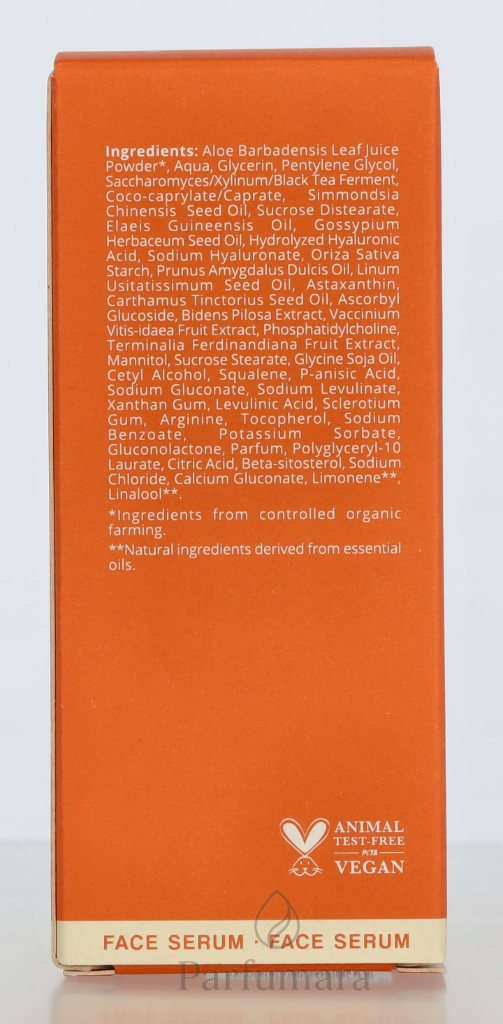 Ingredients: Aloe Barbadensis Leaf Juice
Powder*, Aqua, Glycerin, Pentylene Glycol,
Saccharomyces/Xylinum/Black Tea Ferment,
Coco-caprylate/Caprate, Simmondsia
Chinensis Seed Oil, Sucrose Distearate,
Elaeis Guineensis Oil, Gossypium
Herbaceum Seed Oil, Hydrolyzed Hyaluronic
Acid, Sodium Hyaluronate, Oriza Sativa
Starch, Prunus Amygdalus Dulcis Oil, Linum
Usitatissimum Seed Oil, Astaxanthin,
Carthamus Tinctorius Seed Oil, Ascorbyl
Glucoside, Bidens Pilosa Extract, Vaccinium
Vitis-idaea Fruit Extract, Phosphatidylcholine,
Terminalia Ferdinandiana Fruit Extract,
Mannitol, Sucrose Stearate, Glycine Soja Oil,
Cetyl Alcohol, Squalene, P-anisic Acid,
Sodium Gluconate, Sodium Levulinate,
Xanthan Gum, Levulinic Acid, Sclerotium
Gum, Arginine, Tocopherol, Sodium
Benzoate, Potassium Sorbate,
Gluconolactone, Parfum, Polyglyceryl-10
Laurate, Citric Acid, Beta-sitosterol, Sodium
Chloride, Calcium Gluconate, Limonene**,
Linalool**.
*Ingredients from controlled organic
farming.
**Natural ingredients derived from essential
oils.
ANIMAL
TEST-FREE
PETA
VEGAN
FACE SERUM · FACE SERUM
Parfumara